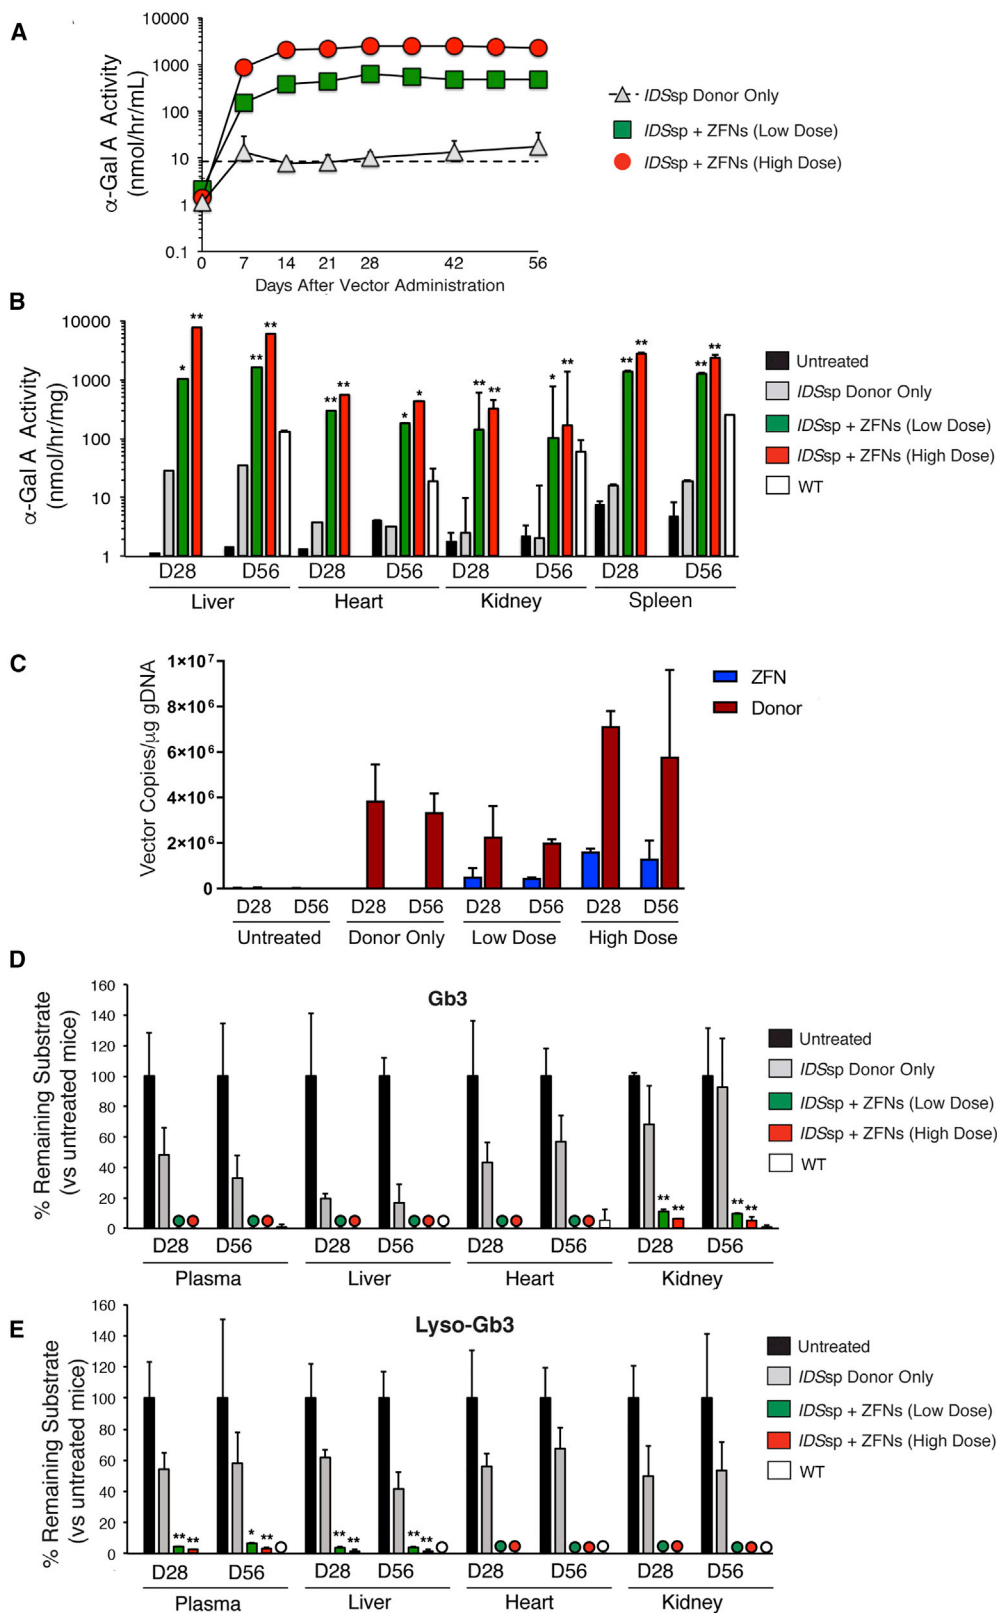 A
α-Gal A Activity
(nmol/hr/mL)
10000
1000
100
10
1
0.1
0 7 14 21 28 42 56
Days After Vector Administration
IDSsp Donor Only
IDSsp + ZFNs (Low Dose)
IDSsp + ZFNs (High Dose)
B
α-Gal A Activity
(nmol/hr/mg)
10000
1000
100
10
1
* ** ** ** ** ** * * ** ** * ** ** ** ** **
D28 D56 D28 D56 D28 D56 D28 D56
Liver Heart Kidney Spleen
Untreated
IDSsp Donor Only
IDSsp + ZFNs (Low Dose)
IDSsp + ZFNs (High Dose)
WT
C
Vector Copies/μg gDNA
1×10⁷
8×10⁶
6×10⁶
4×10⁶
2×10⁶
0
D28 D56 D28 D56 D28 D56 D28 D56
Untreated Donor Only Low Dose High Dose
ZFN
Donor
D
Gb3
% Remaining Substrate
(vs untreated mice)
160
140
120
100
80
60
40
20
0
** ** ** **
D28 D56 D28 D56 D28 D56 D28 D56
Plasma Liver Heart Kidney
Untreated
IDSsp Donor Only
IDSsp + ZFNs (Low Dose)
IDSsp + ZFNs (High Dose)
WT
E
Lyso-Gb3
% Remaining Substrate
(vs untreated mice)
160
140
120
100
80
60
40
20
0
** ** * ** ** ** ** **
D28 D56 D28 D56 D28 D56 D28 D56
Plasma Liver Heart Kidney
Untreated
IDSsp Donor Only
IDSsp + ZFNs (Low Dose)
IDSsp + ZFNs (High Dose)
WT